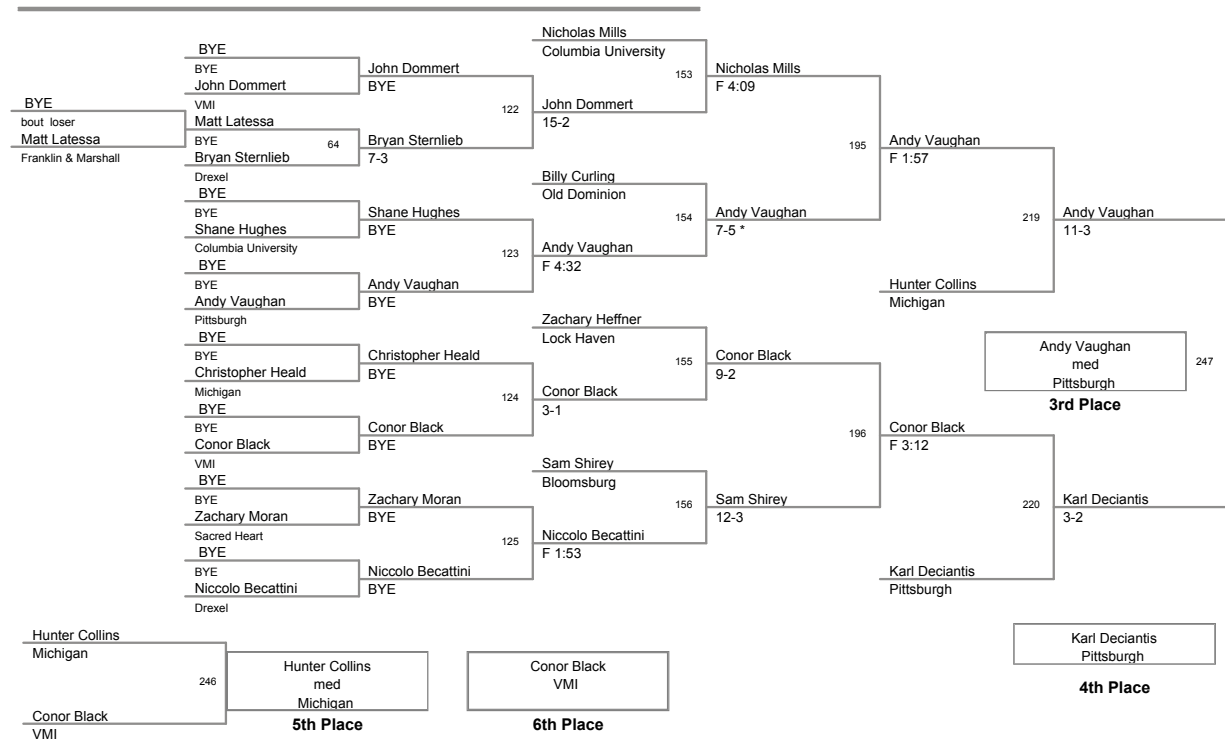 BYE
bout loser
Matt Latessa
Franklin & Marshall
BYE
BYE
John Dommert
VMI
Matt Latessa
BYE
Bryan Sternlieb
Drexel
64
BYE
BYE
Shane Hughes
Columbia University
BYE
BYE
Andy Vaughan
Pittsburgh
BYE
BYE
Christopher Heald
Michigan
BYE
BYE
Conor Black
VMI
BYE
BYE
Zachary Moran
Sacred Heart
BYE
BYE
Niccolo Becattini
Drexel
John Dommert
BYE
122
Bryan Sternlieb
7-3
Shane Hughes
BYE
123
Andy Vaughan
BYE
Christopher Heald
BYE
124
Conor Black
BYE
Zachary Moran
BYE
125
Niccolo Becattini
BYE
Nicholas Mills
Columbia University
153
John Dommert
15-2
Billy Curling
Old Dominion
154
Andy Vaughan
F 4:32
Zachary Heffner
Lock Haven
155
Conor Black
3-1
Sam Shirey
Bloomsburg
156
Niccolo Becattini
F 1:53
Nicholas Mills
F 4:09
195
Andy Vaughan
7-5 *
Conor Black
9-2
196
Sam Shirey
12-3
Andy Vaughan
F 1:57
219
Hunter Collins
Michigan
Conor Black
F 3:12
220
Karl Deciantis
Pittsburgh
Andy Vaughan
11-3
Andy Vaughan
med
Pittsburgh
247
3rd Place
Karl Deciantis
3-2
Karl Deciantis
Pittsburgh
4th Place
Hunter Collins
Michigan
246
Conor Black
VMI
Hunter Collins
med
Michigan
5th Place
Conor Black
VMI
6th Place